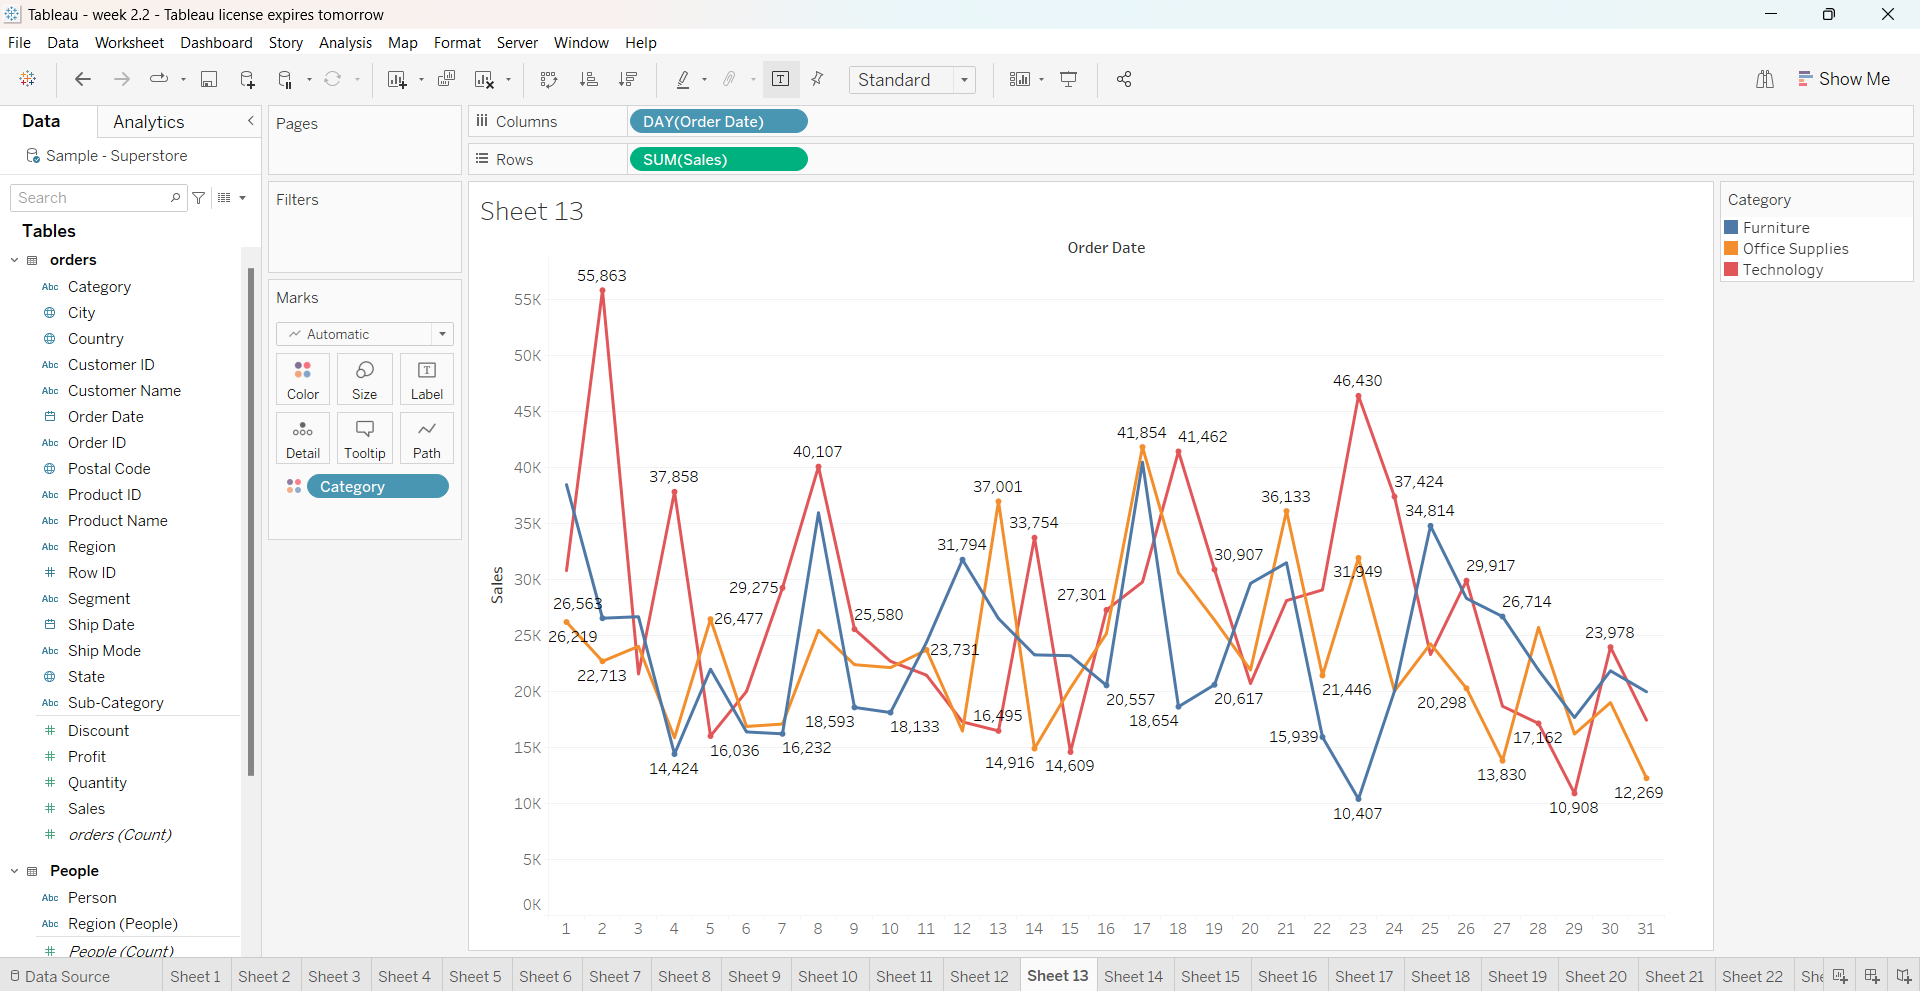 Tableau - week 2.2 - Tableau license expires tomorrow
File Data Worksheet Dashboard Story Analysis Map Format Server Window Help
Standard
Show Me
Data Analytics
Sample - Superstore
Search
Tables
orders
Abc Category
City
Country
Abc Customer ID
Abc Customer Name
Order Date
Abc Order ID
Postal Code
Abc Product ID
Abc Product Name
Abc Region
# Row ID
Abc Segment
Ship Date
Abc Ship Mode
State
Abc Sub-Category
# Discount
# Profit
# Quantity
# Sales
# orders (Count)
People
Abc Person
Abc Region (People)
# People (Count)
Pages
Filters
Marks
Automatic
Color Size Label
Detail Tooltip Path
Category
Columns DAY(Order Date)
Rows SUM(Sales)
Sheet 13
Order Date
Sales
55K
50K
45K
40K
35K
30K
25K
20K
15K
10K
5K
0K
55,863
46,430
41,854 41,462
40,107
37,858
37,424
37,001
36,133
34,814
33,754
31,794
30,907
31,949
29,917
29,275
27,301
26,563
26,714
25,580
26,477
26,219
23,978
23,731
22,713
21,446
20,557
20,617
20,298
18,593
18,133
18,654
16,495
15,939
17,162
16,036
16,232
14,424
14,916 14,609
13,830
12,269
10,407
10,908
1 2 3 4 5 6 7 8 9 10 11 12 13 14 15 16 17 18 19 20 21 22 23 24 25 26 27 28 29 30 31
Category
Furniture
Office Supplies
Technology
Data Source Sheet 1 Sheet 2 Sheet 3 Sheet 4 Sheet 5 Sheet 6 Sheet 7 Sheet 8 Sheet 9 Sheet 10 Sheet 11 Sheet 12 Sheet 13 Sheet 14 Sheet 15 Sheet 16 Sheet 17 Sheet 18 Sheet 19 Sheet 20 Sheet 21 Sheet 22